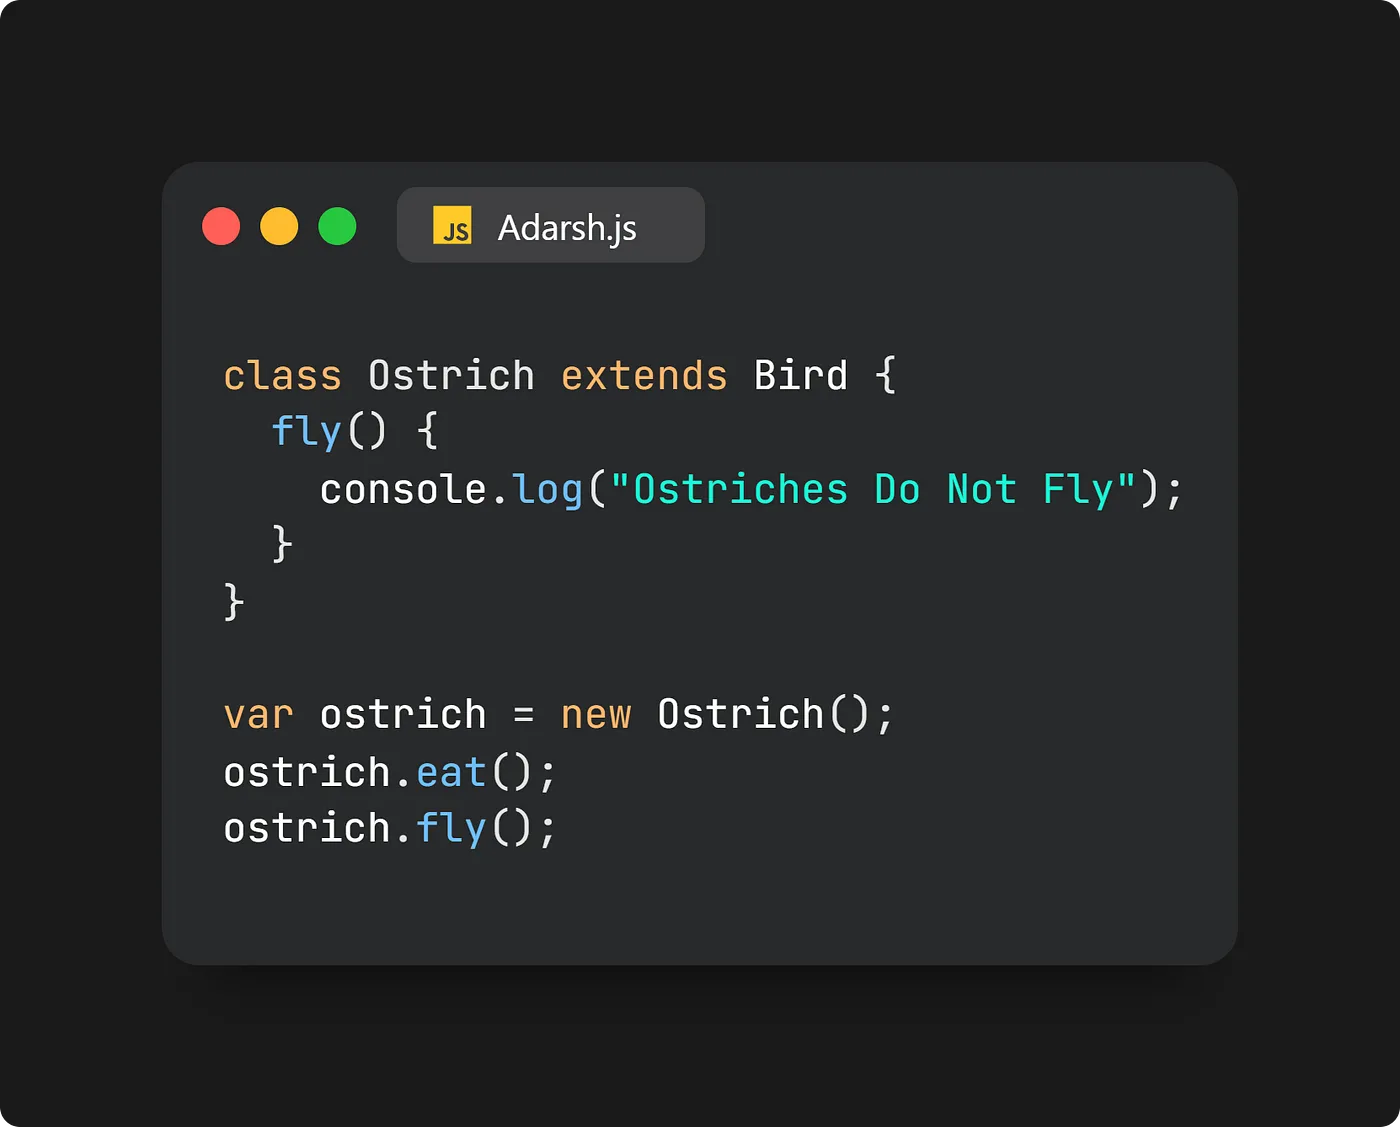 JS Adarsh.js
class Ostrich extends Bird {
  fly() {
    console.log("Ostriches Do Not Fly");
  }
}

var ostrich = new Ostrich();
ostrich.eat();
ostrich.fly();